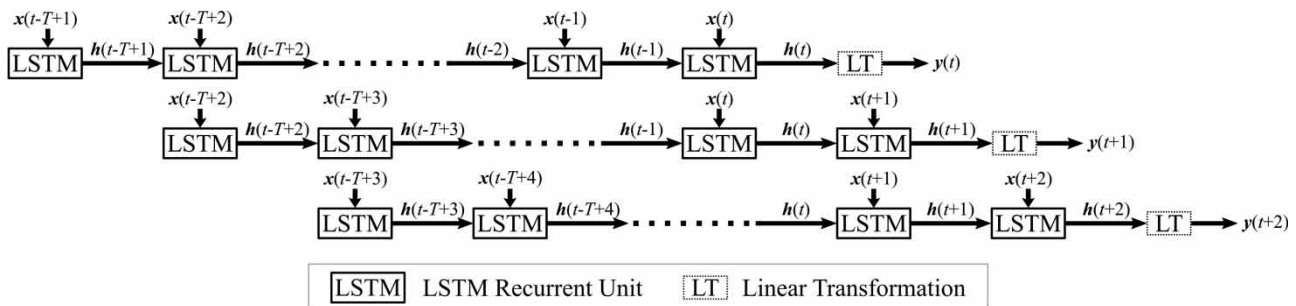 x(t-T+1) x(t-T+2) x(t-1) x(t)
h(t-T+1) h(t-T+2) h(t-2) h(t-1) h(t)
LSTM LSTM LSTM LSTM LT y(t)
x(t-T+2) x(t-T+3) x(t) x(t+1)
h(t-T+2) h(t-T+3) h(t-1) h(t) h(t+1)
LSTM LSTM LSTM LSTM LT y(t+1)
x(t-T+3) x(t-T+4) x(t+1) x(t+2)
h(t-T+3) h(t-T+4) h(t) h(t+1) h(t+2)
LSTM LSTM LSTM LSTM LT y(t+2)
LSTM LSTM Recurrent Unit LT Linear Transformation